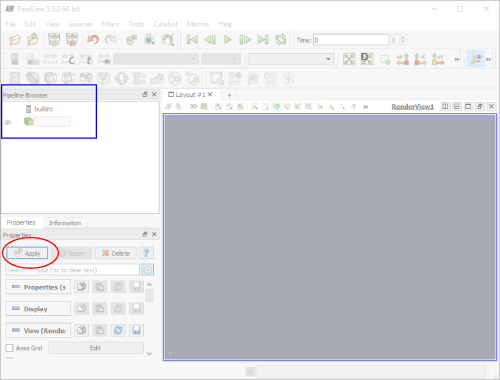 ParaView 5.3.0 64-bit
File Edit View Sources Filters Tools Catalyst Macros Help
Time: 0
Pipeline Browser
builtin:
Layout #1
3D
RenderView1
Properties Information
Properties
Apply Reset Delete ?
Search ... (use Esc to clear text)
Properties (s
Display
View (Render
Axes Grid Edit